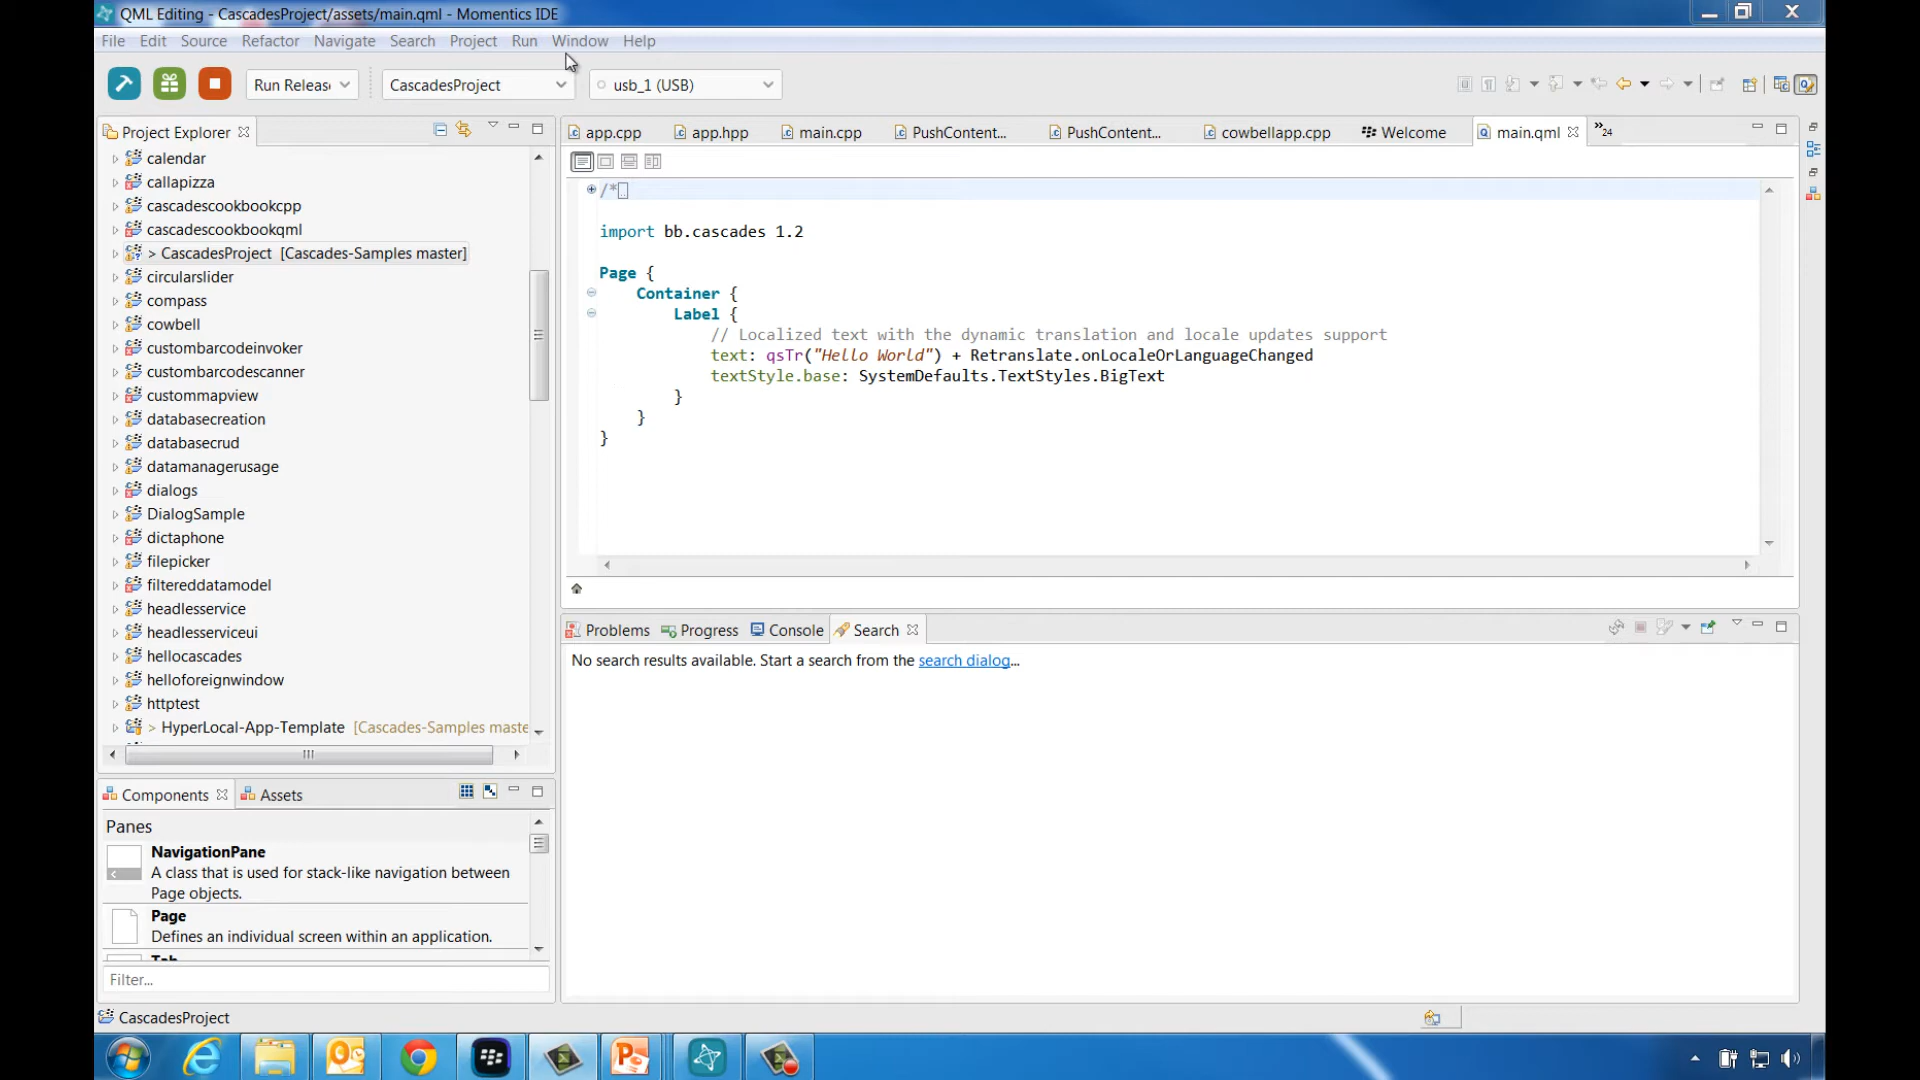 QML Editing - CascadesProject/assets/main.qml - Momentics IDE
File Edit Source Refactor Navigate Search Project Run Window Help
Run Releas CascadesProject usb_1 (USB)
Project Explorer
calendar
callapizza
cascadescookbookcpp
cascadescookbookqml
> CascadesProject [Cascades-Samples master]
circularslider
compass
cowbell
custombarcodeinvoker
custombarcodescanner
custommapview
databasecreation
databasecrud
datamanagerusage
dialogs
DialogSample
dictaphone
filepicker
filtereddatamodel
headlesservice
headlesserviceui
hellocascades
helloforeignwindow
httptest
> HyperLocal-App-Template [Cascades-Samples maste
app.cpp app.hpp main.cpp PushContent... PushContent... cowbellapp.cpp Welcome main.qml »24
/*
import bb.cascades 1.2
Page {
Container {
Label {
// Localized text with the dynamic translation and locale updates support
text: qsTr("Hello World") + Retranslate.onLocaleOrLanguageChanged
textStyle.base: SystemDefaults.TextStyles.BigText
}
}
}
Problems Progress Console Search
No search results available. Start a search from the search dialog...
Components Assets
Panes
NavigationPane
A class that is used for stack-like navigation between
Page objects.
Page
Defines an individual screen within an application.
Tab
Filter...
CascadesProject